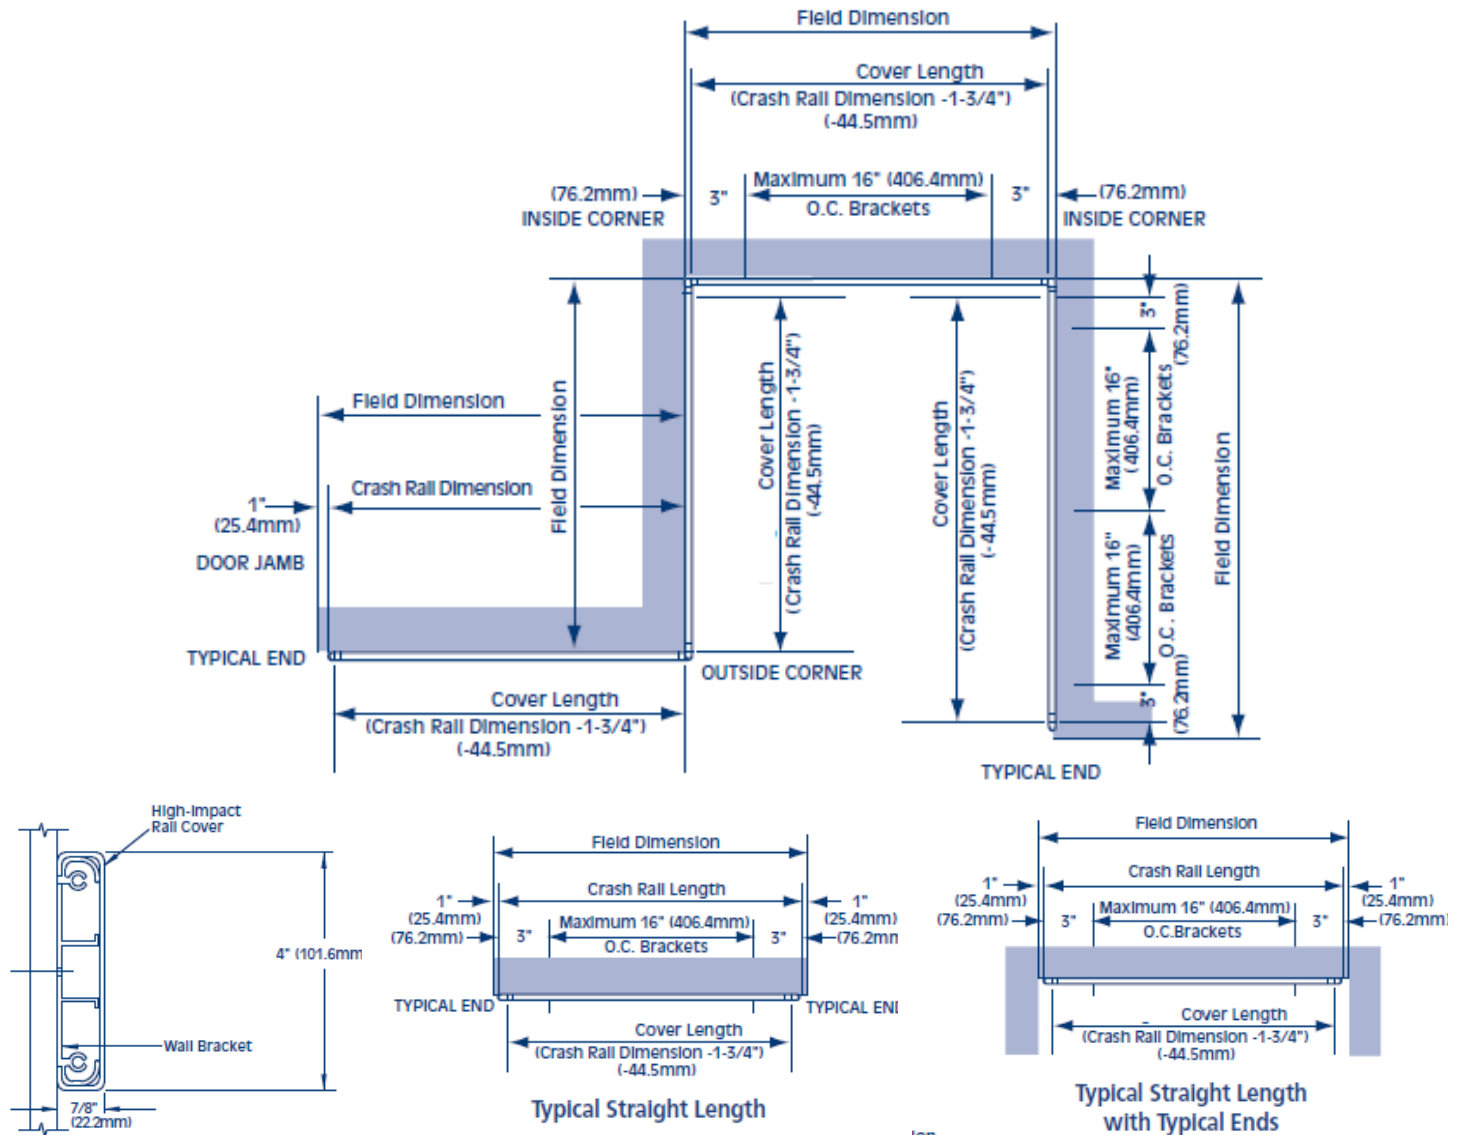 Field Dimension
Cover Length
(Crash Rail Dimension -1-3/4")
(-44.5mm)
(76.2mm)
INSIDE CORNER
3"
Maximum 16" (406.4mm)
O.C. Brackets
3"
(76.2mm)
INSIDE CORNER
Field Dimension
Crash Rail Dimension
1"
(25.4mm)
DOOR JAMB
TYPICAL END
Field Dimension
Cover Length
(Crash Rail Dimension -1-3/4")
(-44.5mm)
Cover Length
(Crash Rail Dimension -1-3/4")
(-44.5mm)
3"
(76.2mm)
Maximum 16"
(406.4mm)
O.C. Brackets
Maximum 16"
(406.4mm)
O.C. Brackets
3"
(76.2mm)
Field Dimension
OUTSIDE CORNER
Cover Length
(Crash Rail Dimension -1-3/4")
(-44.5mm)
TYPICAL END
High-Impact
Rail Cover
4" (101.6mm
Wall Bracket
7/8"
(22.2mm)
Field Dimension
Crash Rail Length
1"
(25.4mm)
(76.2mm)
3"
Maximum 16" (406.4mm)
O.C. Brackets
3"
1"
(25.4mm)
(76.2mm
TYPICAL END
TYPICAL END
Cover Length
(Crash Rail Dimension -1-3/4")
(-44.5mm)
Typical Straight Length
Field Dimension
Crash Rail Length
1"
(25.4mm)
(76.2mm)
3"
Maximum 16" (406.4mm)
O.C.Brackets
3"
1"
(25.4mm)
(76.2mm)
Cover Length
(Crash Rail Dimension -1-3/4")
(-44.5mm)
Typical Straight Length
with Typical Ends